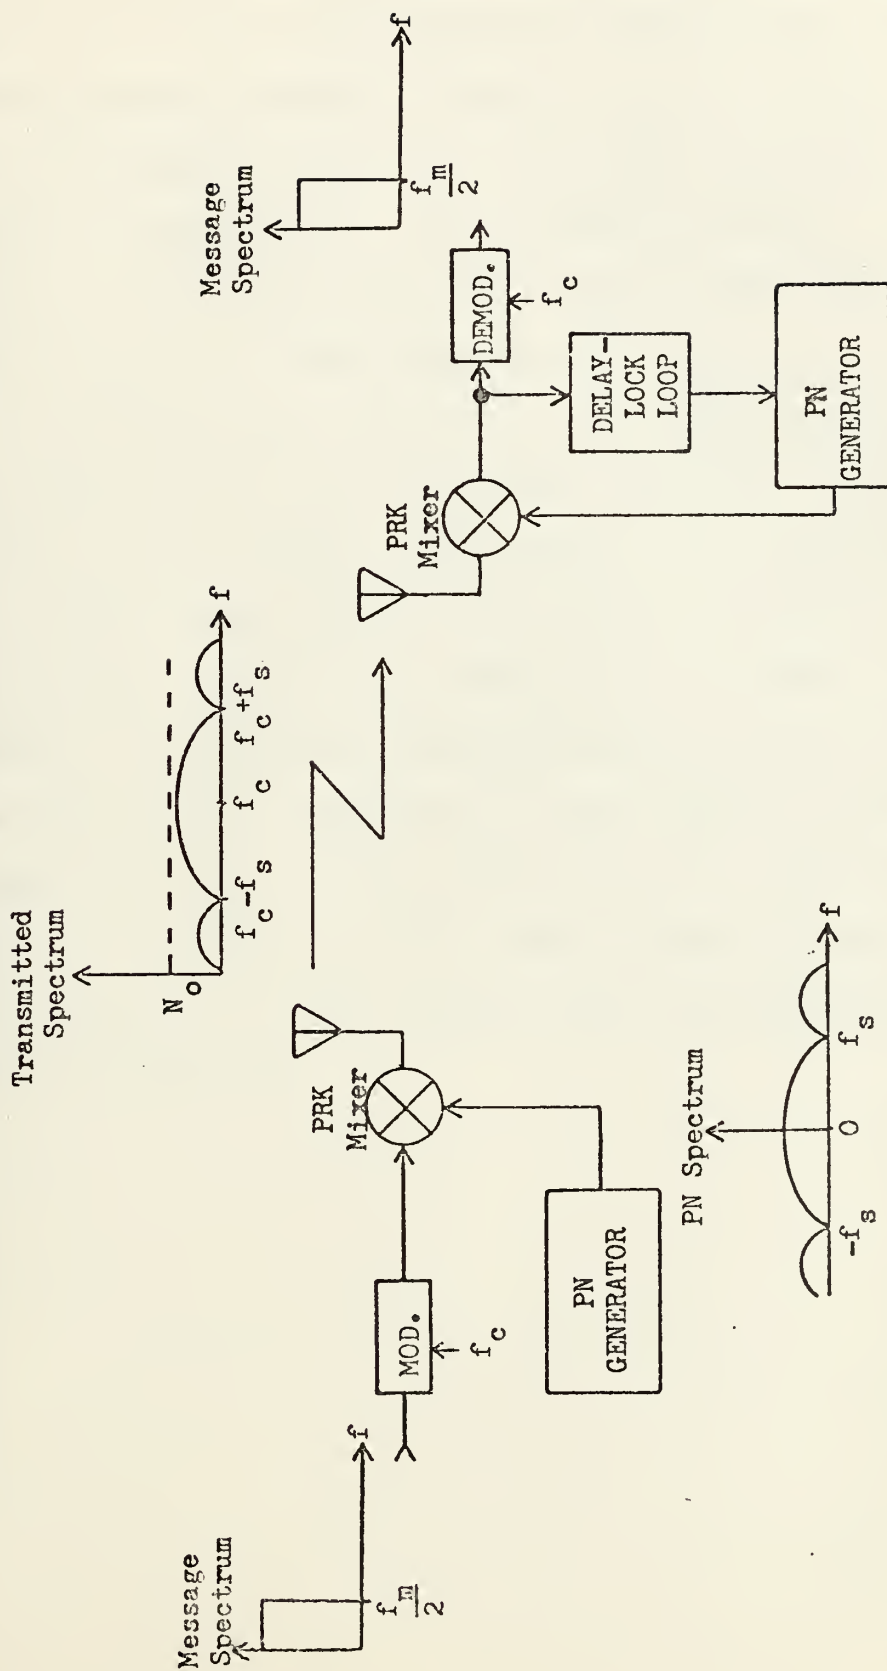 Message
Spectrum
f
f_m/2
MOD.
f_c
PRK
Mixer
PN
GENERATOR
PN Spectrum
-f_s
0
f_s
f
Transmitted
Spectrum
N_o
f_c-f_s
f_c
f_c+f_s
f
PRK
Mixer
DEMOD.
f_c
DELAY-
LOCK
LOOP
PN
GENERATOR
Message
Spectrum
f
f_m/2